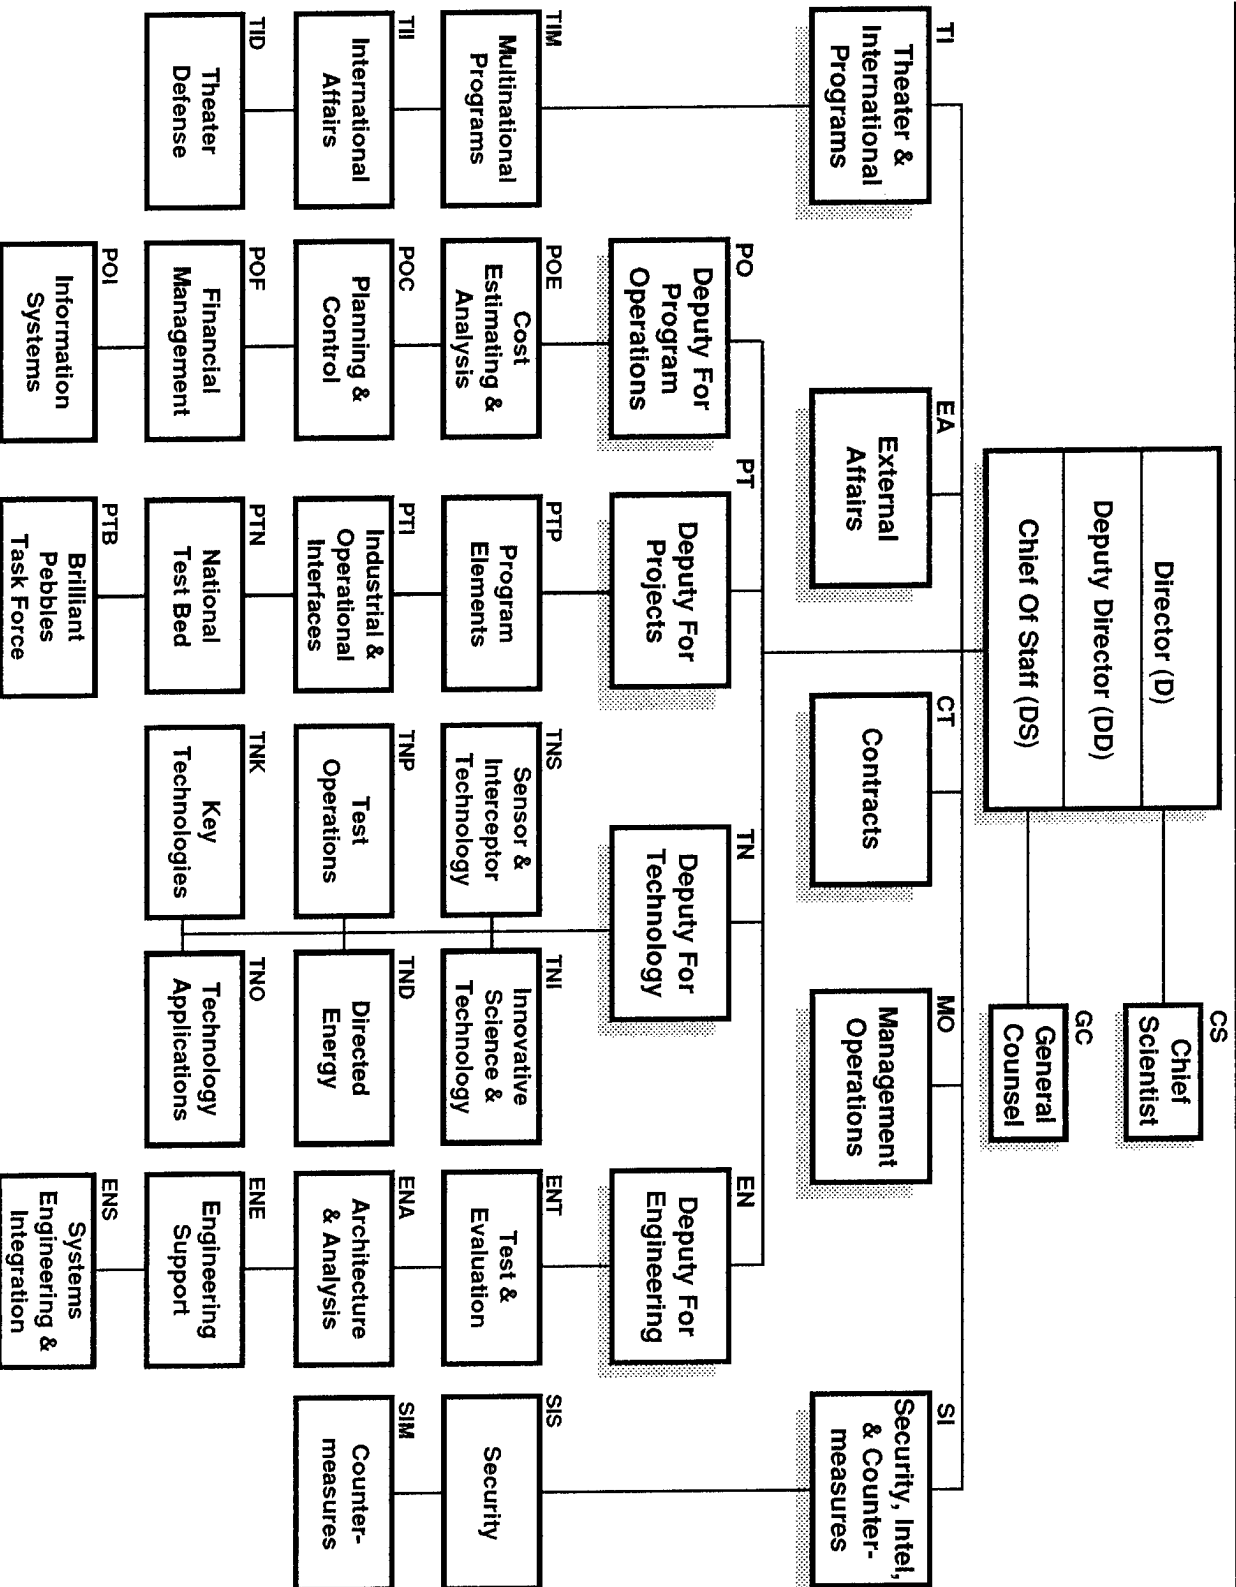 Director (D)
Deputy Director (DD)
Chief Of Staff (DS)
CS
Chief
Scientist
GC
General
Counsel
TI
Theater &
International
Programs
EA
External
Affairs
CT
Contracts
MO
Management
Operations
SI
Security, Intel,
& Counter-
measures
PO
Deputy For
Program
Operations
PT
Deputy For
Projects
TN
Deputy For
Technology
EN
Deputy For
Engineering
TIM
Multinational
Programs
TII
International
Affairs
TID
Theater
Defense
POE
Cost
Estimating &
Analysis
POC
Planning &
Control
POF
Financial
Management
POI
Information
Systems
PTP
Program
Elements
PTI
Industrial &
Operational
Interfaces
PTN
National
Test Bed
PTB
Brilliant
Pebbles
Task Force
TNS
Sensor &
Interceptor
Technology
TNP
Test
Operations
TNK
Key
Technologies
TNI
Innovative
Science &
Technology
TND
Directed
Energy
TNO
Technology
Applications
ENT
Test &
Evaluation
ENA
Architecture
& Analysis
ENE
Engineering
Support
ENS
Systems
Engineering &
Integration
SIS
Security
SIM
Counter-
measures